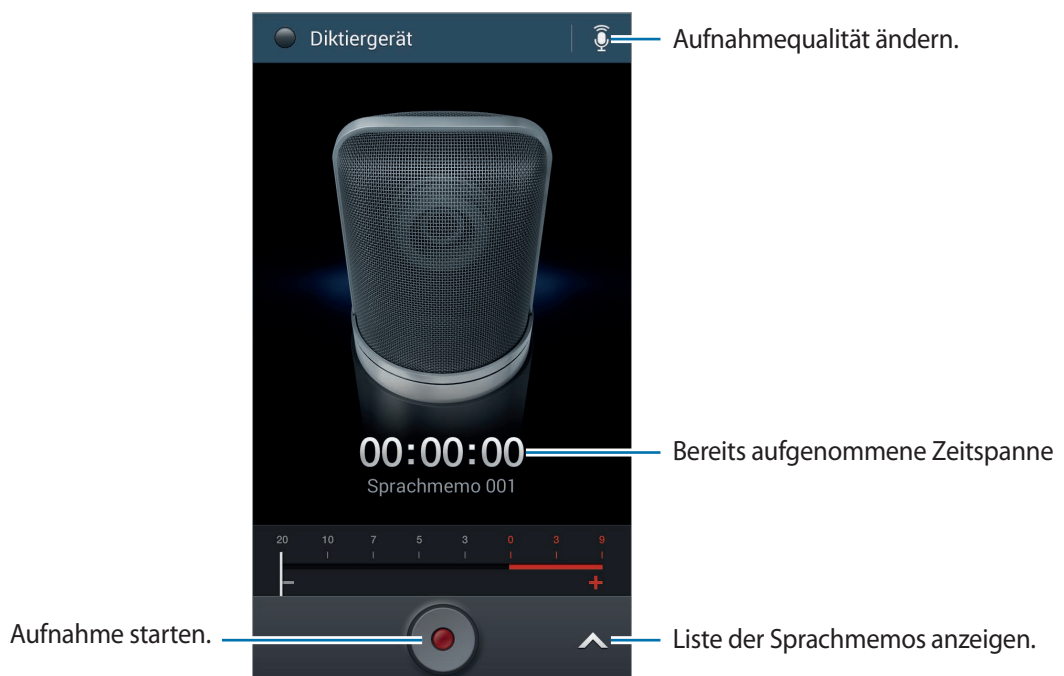 Diktiergerät
Aufnahmequalität ändern.
00:00:00
Bereits aufgenommene Zeitspanne
Sprachmemo 001
20 10 7 5 3 0 3 9
- +
Aufnahme starten.
Liste der Sprachmemos anzeigen.